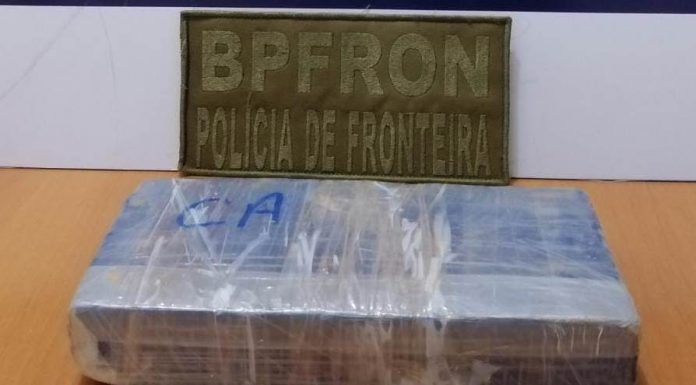 BPFRON
POLÍCIA DE FRONTEIRA
CA